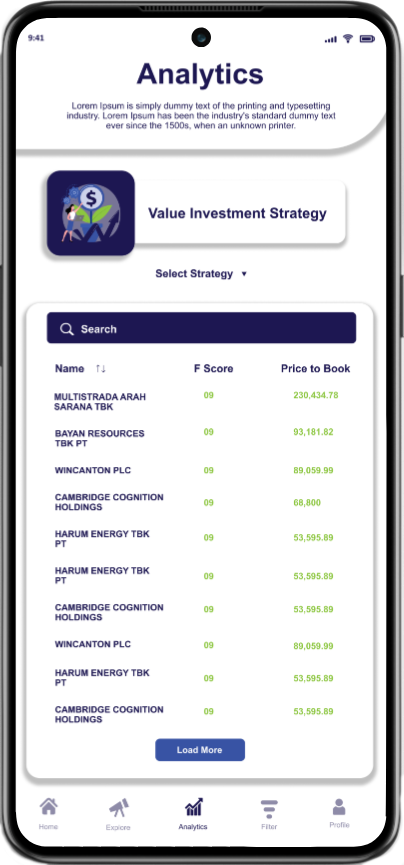 9:41
Analytics
Lorem Ipsum is simply dummy text of the printing and typesetting
industry. Lorem Ipsum has been the industry's standard dummy text
ever since the 1500s, when an unknown printer.
$
Value Investment Strategy
Select Strategy ▼
Search
Name ↑↓ F Score Price to Book
MULTISTRADA ARAH
SARANA TBK 09 230,434.78
BAYAN RESOURCES
TBK PT 09 93,181.82
WINCANTON PLC 09 89,059.99
CAMBRIDGE COGNITION
HOLDINGS 09 68,800
HARUM ENERGY TBK
PT 09 53,595.89
HARUM ENERGY TBK
PT 09 53,595.89
CAMBRIDGE COGNITION
HOLDINGS 09 53,595.89
WINCANTON PLC 09 89,059.99
HARUM ENERGY TBK
PT 09 53,595.89
CAMBRIDGE COGNITION
HOLDINGS 09 53,595.89
Load More
Home Explore Analytics Filter Profile